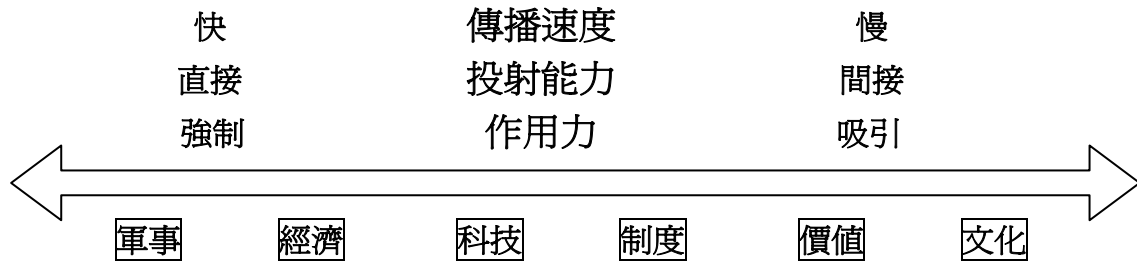 快 傳播速度 慢
直接 投射能力 間接
強制 作用力 吸引
軍事 經濟 科技 制度 價值 文化